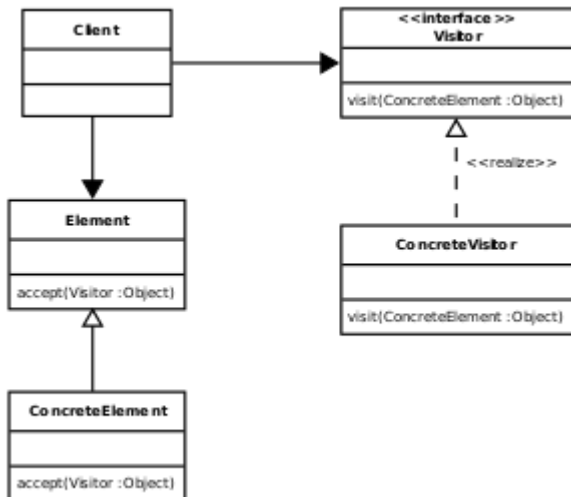 Client
<<interface >>
Visitor
visit(ConcreteElement :Object)
<<realize>>
Element
accept(Visitor :Object)
ConcreteVisitor
visit(ConcreteElement :Object)
ConcreteElement
accept(Visitor :Object)